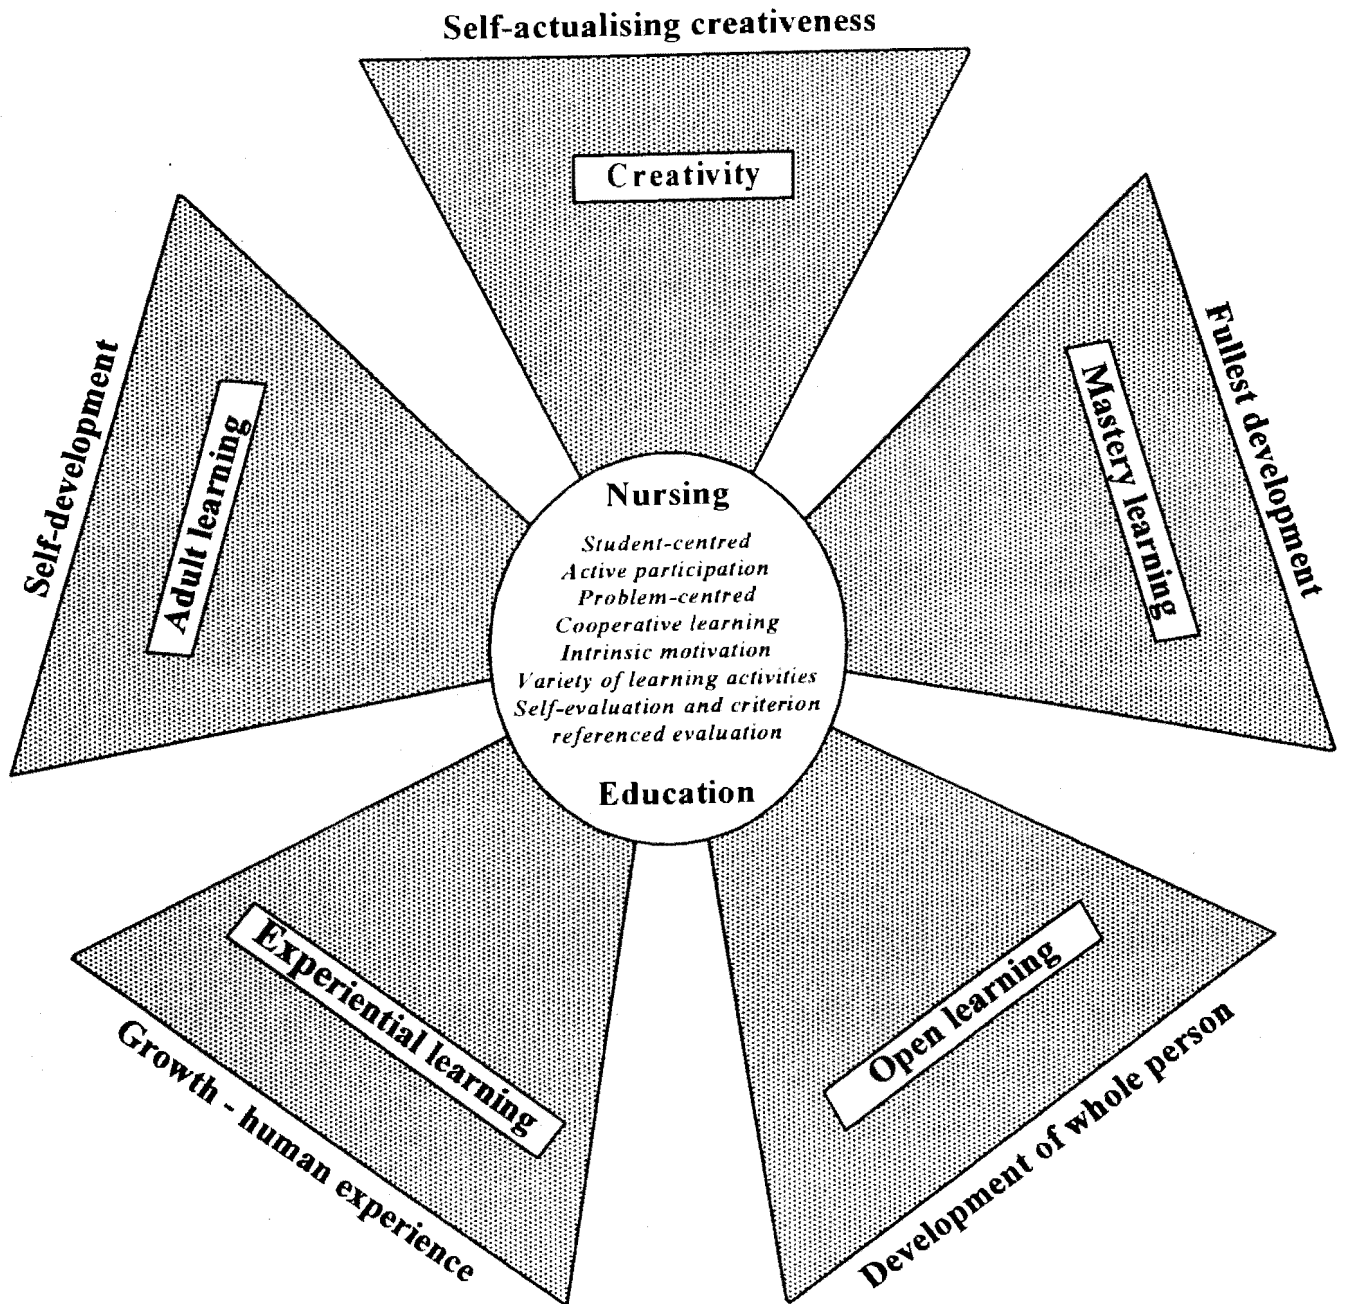 Self-actualising creativeness
Creativity
Fullest development
Mastery learning
Self-development
Adult learning
Nursing
Student-centred
Active participation
Problem-centred
Cooperative learning
Intrinsic motivation
Variety of learning activities
Self-evaluation and criterion
referenced evaluation
Education
Experiential learning
Growth - human experience
Open learning
Development of whole person